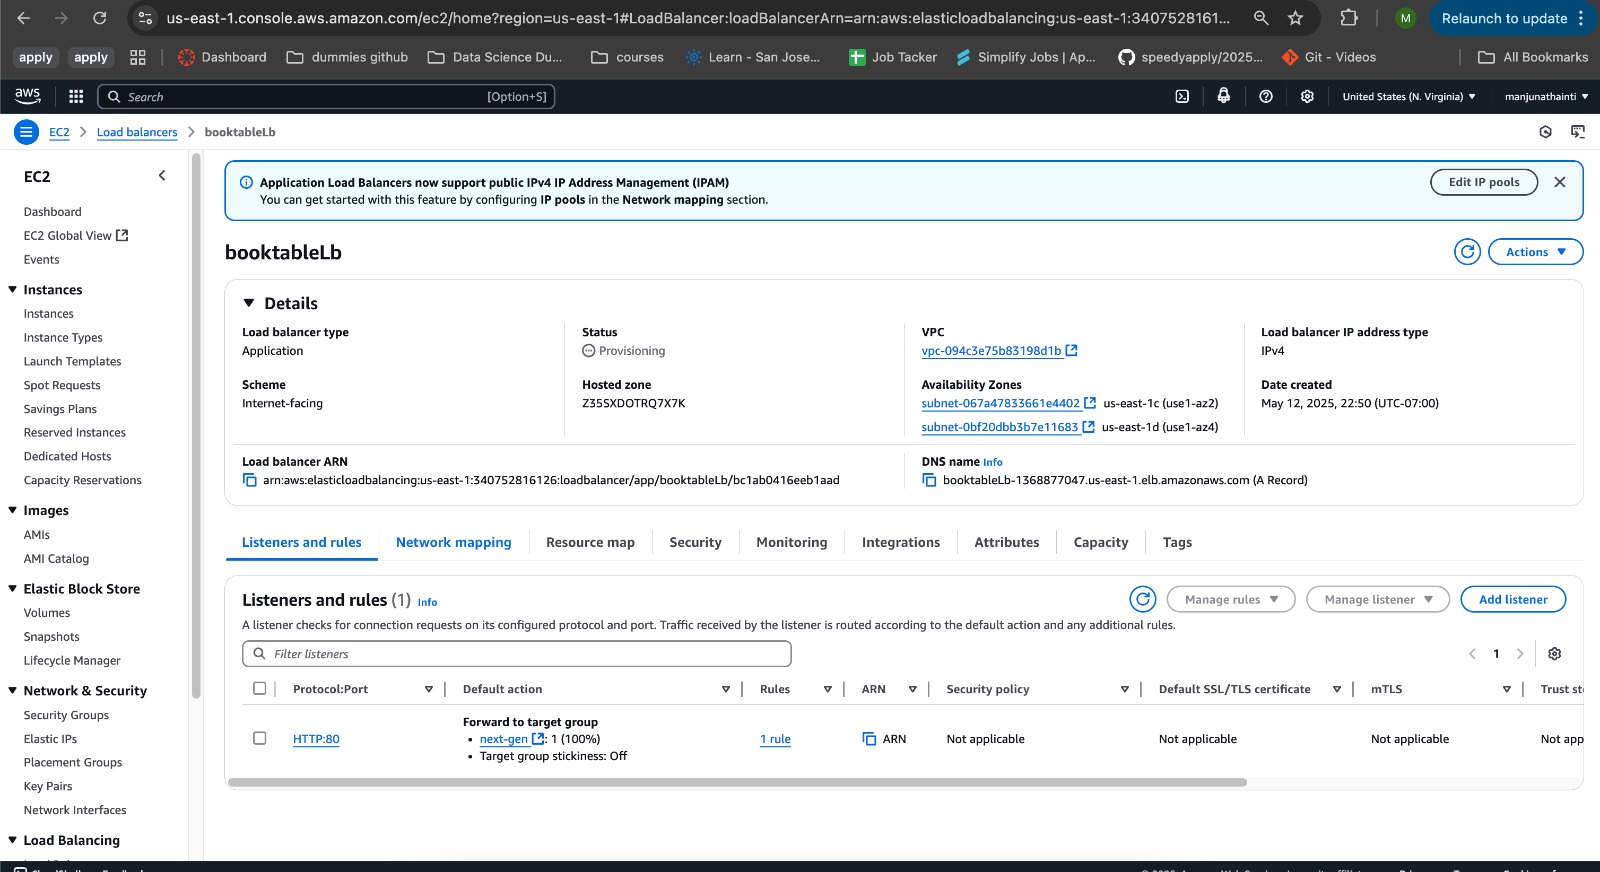 us-east-1.console.aws.amazon.com/ec2/home?region=us-east-1#LoadBalancer:loadBalancerArn=arn:aws:elasticloadbalancing:us-east-1:3407528161...
M
Relaunch to update
apply
apply
Dashboard
dummies github
Data Science Du...
courses
Learn - San Jose...
Job Tacker
Simplify Jobs | Ap...
speedyapply/2025...
Git - Videos
All Bookmarks
aws
Search
[Option+S]
United States (N. Virginia)
manjunathainti
EC2
Load balancers
booktableLb
EC2
Dashboard
EC2 Global View
Events
Instances
Instances
Instance Types
Launch Templates
Spot Requests
Savings Plans
Reserved Instances
Dedicated Hosts
Capacity Reservations
Images
AMIs
AMI Catalog
Elastic Block Store
Volumes
Snapshots
Lifecycle Manager
Network & Security
Security Groups
Elastic IPs
Placement Groups
Key Pairs
Network Interfaces
Load Balancing
Application Load Balancers now support public IPv4 IP Address Management (IPAM)
You can get started with this feature by configuring IP pools in the Network mapping section.
Edit IP pools
booktableLb
Actions
Details
Load balancer type
Application
Status
Provisioning
VPC
vpc-094c3e75b83198d1b
Load balancer IP address type
IPv4
Scheme
Internet-facing
Hosted zone
Z35SXDOTRQ7X7K
Availability Zones
subnet-067a47833661e4402 us-east-1c (use1-az2)
subnet-0bf20dbb3b7e11683 us-east-1d (use1-az4)
Date created
May 12, 2025, 22:50 (UTC-07:00)
Load balancer ARN
arn:aws:elasticloadbalancing:us-east-1:340752816126:loadbalancer/app/booktableLb/bc1ab0416eeb1aad
DNS name Info
booktableLb-1368877047.us-east-1.elb.amazonaws.com (A Record)
Listeners and rules
Network mapping
Resource map
Security
Monitoring
Integrations
Attributes
Capacity
Tags
Listeners and rules (1) Info
Manage rules
Manage listener
Add listener
A listener checks for connection requests on its configured protocol and port. Traffic received by the listener is routed according to the default action and any additional rules.
Filter listeners
1
Protocol:Port
Default action
Rules
ARN
Security policy
Default SSL/TLS certificate
mTLS
Trust st
HTTP:80
Forward to target group
• next-gen : 1 (100%)
• Target group stickiness: Off
1 rule
ARN
Not applicable
Not applicable
Not applicable
Not app